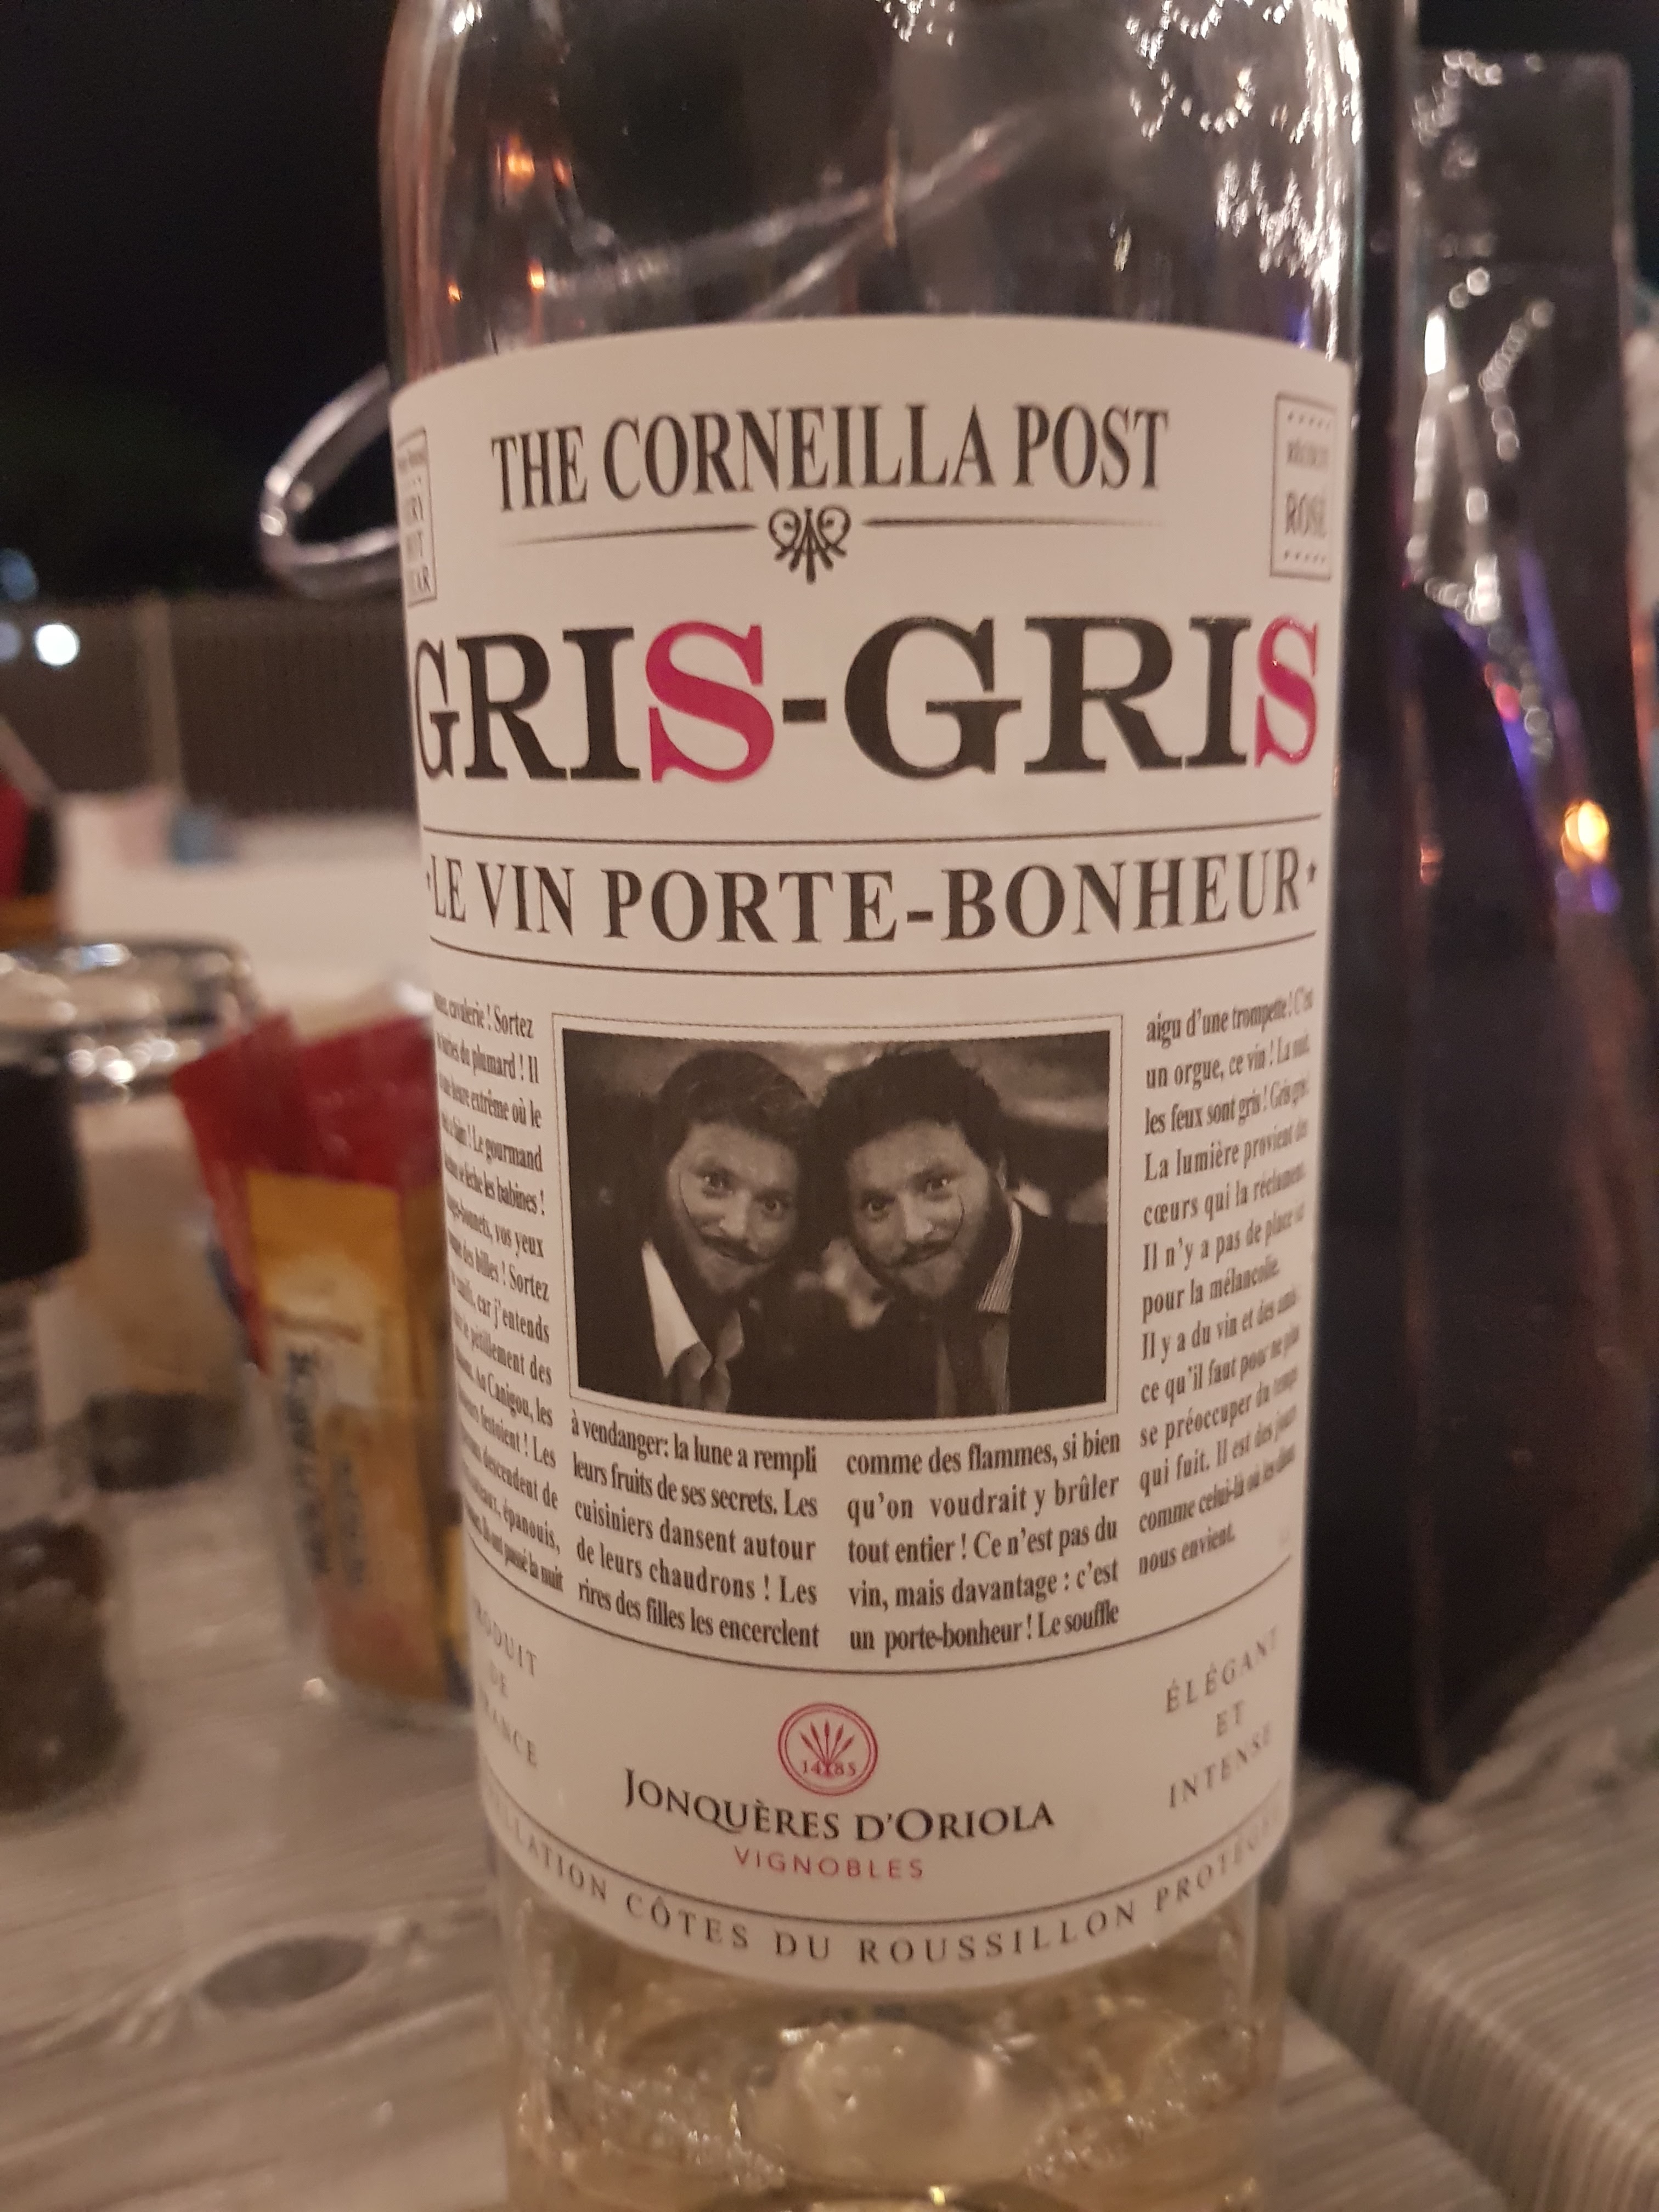 THE CORNEILLA POST
ROSÉ
GRIS-GRIS
LE VIN PORTE-BONHEUR
cavalerie ! Sortez
du plumard ! Il
heure extrême où le
faim ! Le gourmand
se lèche les babines !
bonnets, vos yeux
des billes ! Sortez
car j'entends
le pétillement des
Au Canigou, les
festoient ! Les
descendent de
épanouis,
passé la nuit
à vendanger: la lune a rempli
leurs fruits de ses secrets. Les
cuisiniers dansent autour
de leurs chaudrons ! Les
rires des filles les encerclent
comme des flammes, si bien
qu'on voudrait y brûler
tout entier ! Ce n'est pas du
vin, mais davantage : c'est
un porte-bonheur ! Le souffle
aigu d'une trompette ! C'est
un orgue, ce vin ! La nuit,
les feux sont gris ! Gris gris !
La lumière provient des
cœurs qui la réclament.
Il n'y a pas de place ici
pour la mélancolie.
Il y a du vin et des amis
ce qu'il faut pour ne plus
se préoccuper du temps
qui fuit. Il est des jours
comme celui-là où les dieux
nous envient.
PRODUIT
DE
FRANCE
1485
JONQUÈRES D'ORIOLA
VIGNOBLES
ÉLÉGANT
ET
INTENSE
APPELLATION CÔTES DU ROUSSILLON PROTÉGÉE